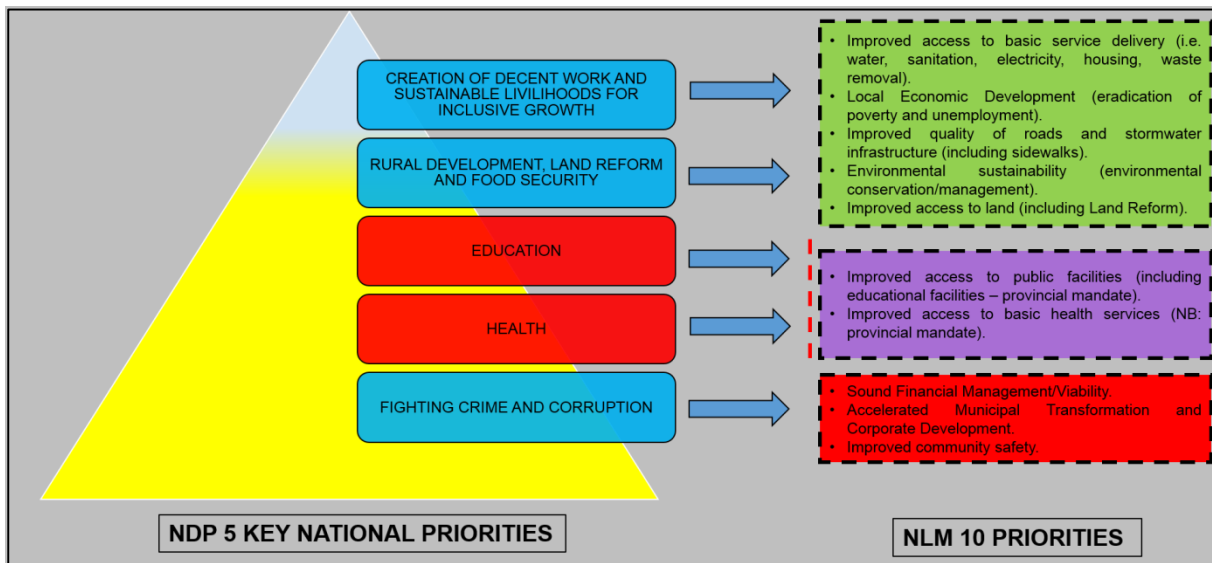 CREATION OF DECENT WORK AND
SUSTAINABLE LIVILIHOODS FOR
INCLUSIVE GROWTH
RURAL DEVELOPMENT, LAND REFORM
AND FOOD SECURITY
EDUCATION
HEALTH
FIGHTING CRIME AND CORRUPTION
NDP 5 KEY NATIONAL PRIORITIES
• Improved access to basic service delivery (i.e.
water, sanitation, electricity, housing, waste
removal).
• Local Economic Development (eradication of
poverty and unemployment).
• Improved quality of roads and stormwater
infrastructure (including sidewalks).
• Environmental sustainability (environmental
conservation/management).
• Improved access to land (including Land Reform).
• Improved access to public facilities (including
educational facilities – provincial mandate).
• Improved access to basic health services (NB:
provincial mandate).
• Sound Financial Management/Viability.
• Accelerated Municipal Transformation and
Corporate Development.
• Improved community safety.
NLM 10 PRIORITIES